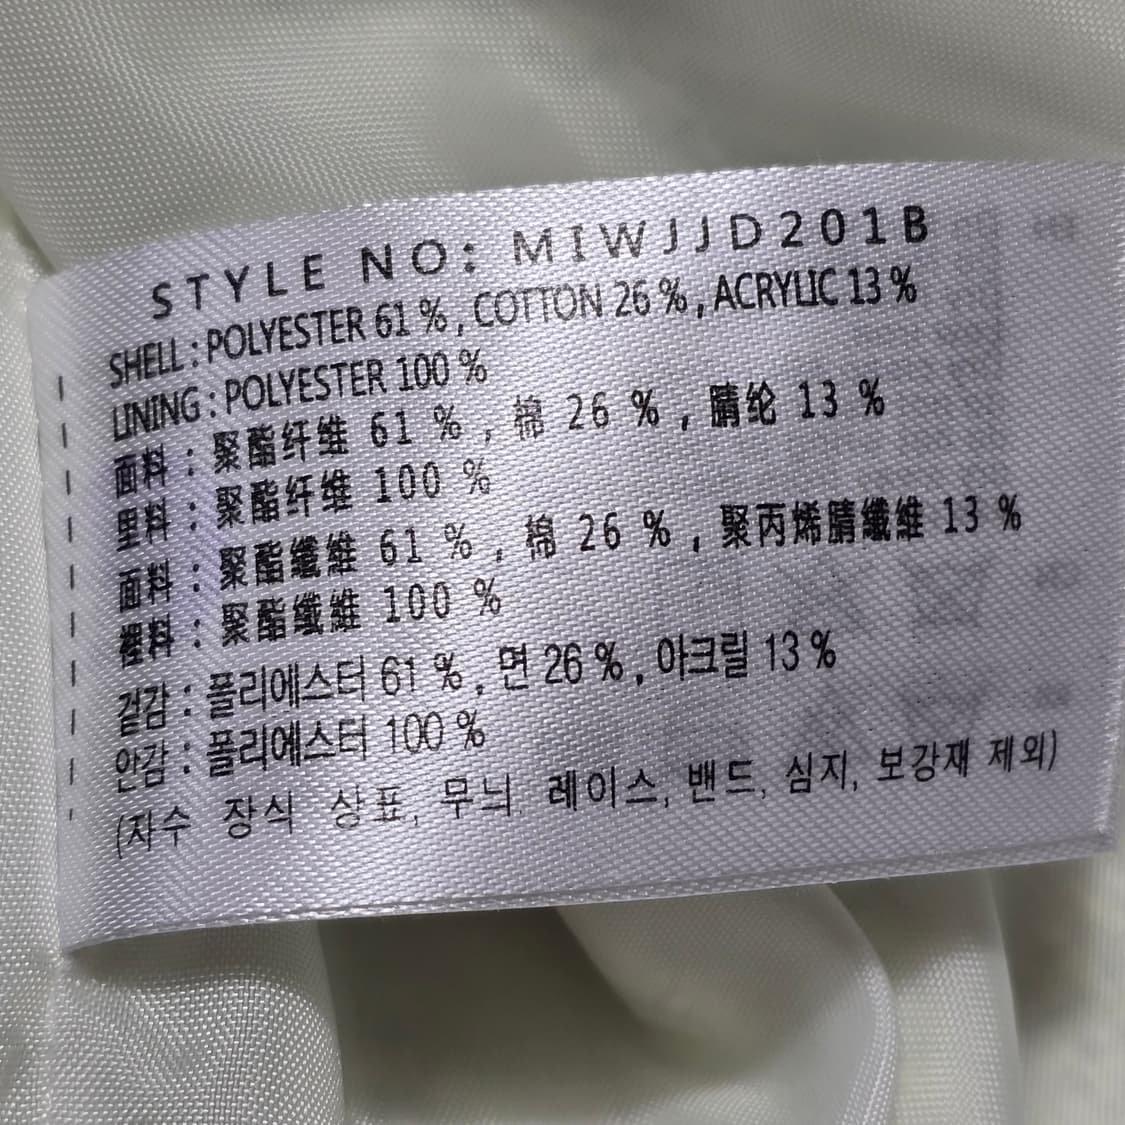 STYLE NO: MIWJJD201B
SHELL : POLYESTER 61 % , COTTON 26 % , ACRYLIC 13 %
LINING : POLYESTER 100 %
面料 : 聚酯纤维 61 % , 棉 26 % , 腈纶 13 %
里料 : 聚酯纤维 100 %
面料 : 聚酯纖維 61 % , 綿 26 % , 聚丙烯腈纖維 13 %
裡料 : 聚酯纖維 100 %
겉감 : 폴리에스터 61 % , 면 26 % , 아크릴 13 %
안감 : 폴리에스터 100 %
(자수 장식 상표, 무늬, 레이스, 밴드, 심지, 보강재 제외)